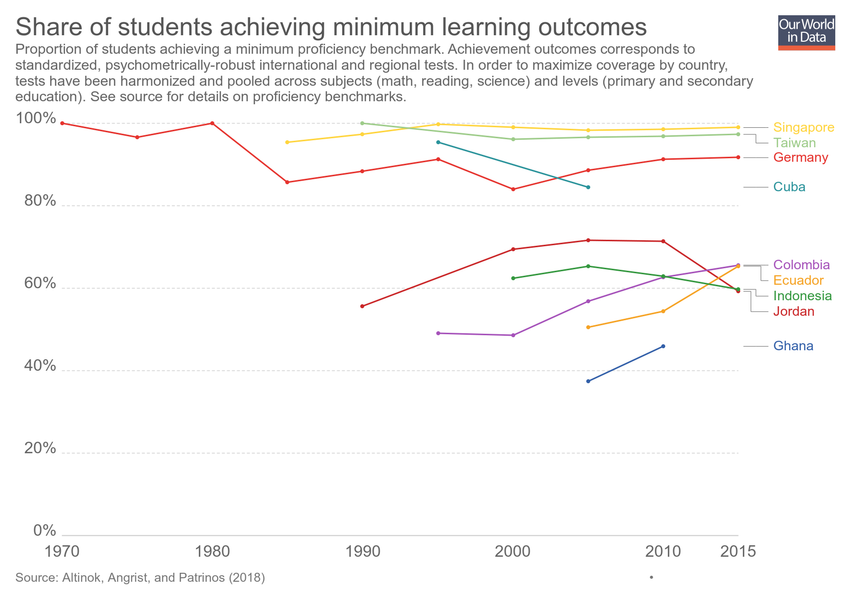 Share of students achieving minimum learning outcomes
Our World
in Data
Proportion of students achieving a minimum proficiency benchmark. Achievement outcomes corresponds to
standardized, psychometrically-robust international and regional tests. In order to maximize coverage by country,
tests have been harmonized and pooled across subjects (math, reading, science) and levels (primary and secondary
education). See source for details on proficiency benchmarks.
100%
80%
60%
40%
20%
0%
Singapore
Taiwan
Germany
Cuba
Colombia
Ecuador
Indonesia
Jordan
Ghana
1970 1980 1990 2000 2010 2015
Source: Altinok, Angrist, and Patrinos (2018)